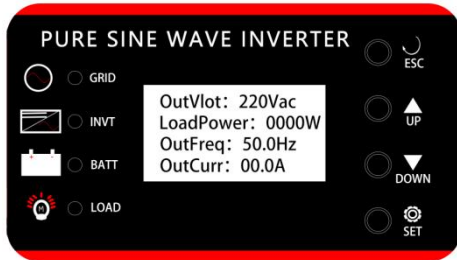 PURE SINE WAVE INVERTER
GRID
INVT
BATT
LOAD
OutVlot: 220Vac
LoadPower: 0000W
OutFreq: 50.0Hz
OutCurr: 00.0A
ESC
UP
DOWN
SET